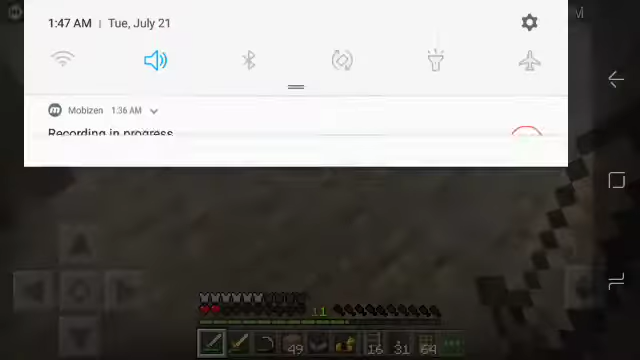 1:47 AM | Tue, July 21
Mobizen 1:36 AM
Recording in progress
11
49 16 31 64